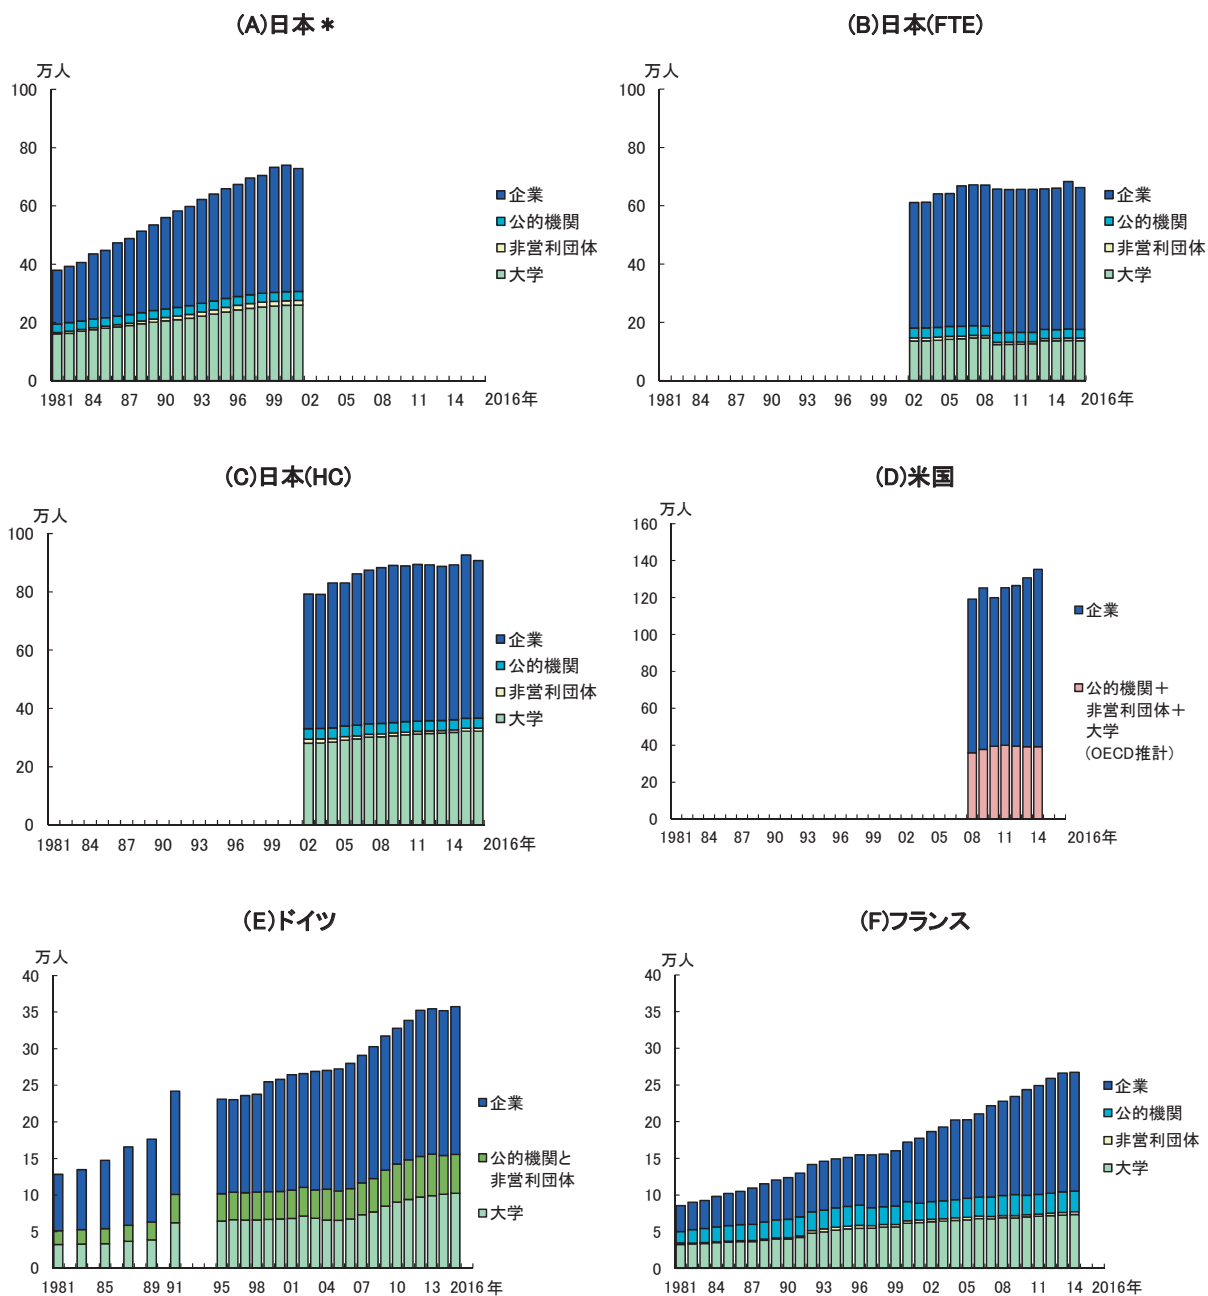 (A)日本*
万人
100
80
60
40
20
0
1981 84 87 90 93 96 99 02 05 08 11 14 2016年
企業
公的機関
非営利団体
大学
(B)日本(FTE)
万人
100
80
60
40
20
0
1981 84 87 90 93 96 99 02 05 08 11 14 2016年
企業
公的機関
非営利団体
大学
(C)日本(HC)
万人
100
80
60
40
20
0
1981 84 87 90 93 96 99 02 05 08 11 14 2016年
企業
公的機関
非営利団体
大学
(D)米国
万人
160
140
120
100
80
60
40
20
0
1981 84 87 90 93 96 99 02 05 08 11 14 2016年
企業
公的機関+
非営利団体+
大学
(OECD推計)
(E)ドイツ
万人
40
35
30
25
20
15
10
5
0
1981 85 89 91 95 98 01 04 07 10 13 2016年
企業
公的機関と
非営利団体
大学
(F)フランス
万人
40
35
30
25
20
15
10
5
0
1981 84 87 90 93 96 99 02 05 08 11 14 2016年
企業
公的機関
非営利団体
大学